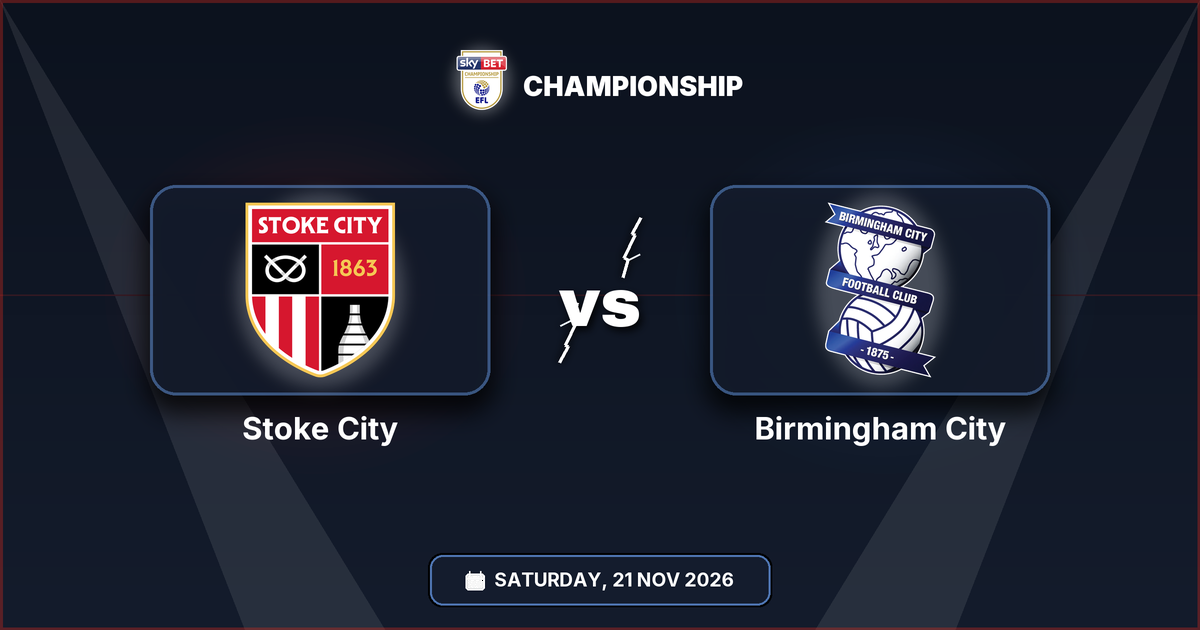 sky BET
CHAMPIONSHIP
EFL
CHAMPIONSHIP
STOKE CITY
1863
BIRMINGHAM CITY
FOOTBALL CLUB
- 1875 -
vs
Stoke City
Birmingham City
SATURDAY, 21 NOV 2026